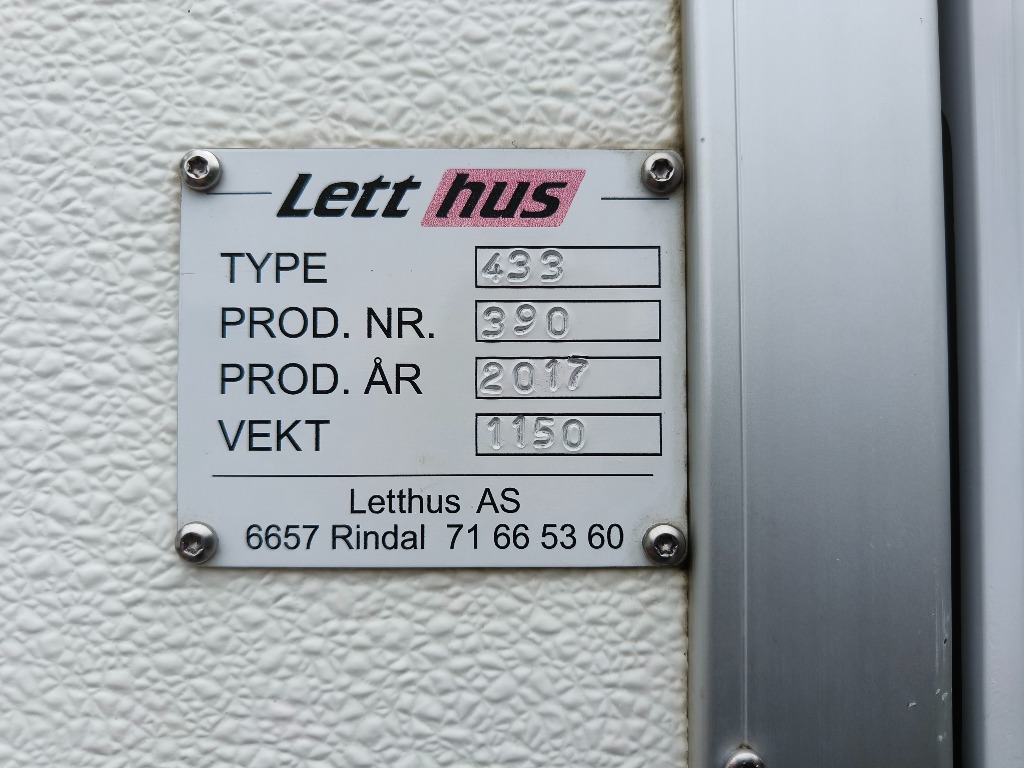 Lett hus
TYPE 433
PROD. NR. 390
PROD. ÅR 2017
VEKT 1150
Letthus AS
6657 Rindal 71 66 53 60